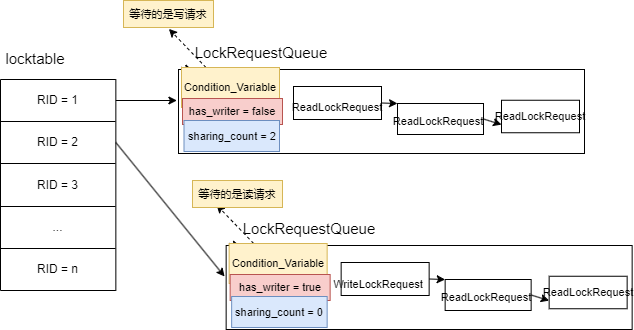 等待的是写请求
LockRequestQueue
locktable
Condition_Variable
RID = 1
has_writer = false
ReadLockRequest
ReadLockRequest
ReadLockRequest
sharing_count = 2
RID = 2
RID = 3
等待的是读请求
LockRequestQueue
...
Condition_Variable
RID = n
has_writer = true
WriteLockRequest
ReadLockRequest
ReadLockRequest
sharing_count = 0